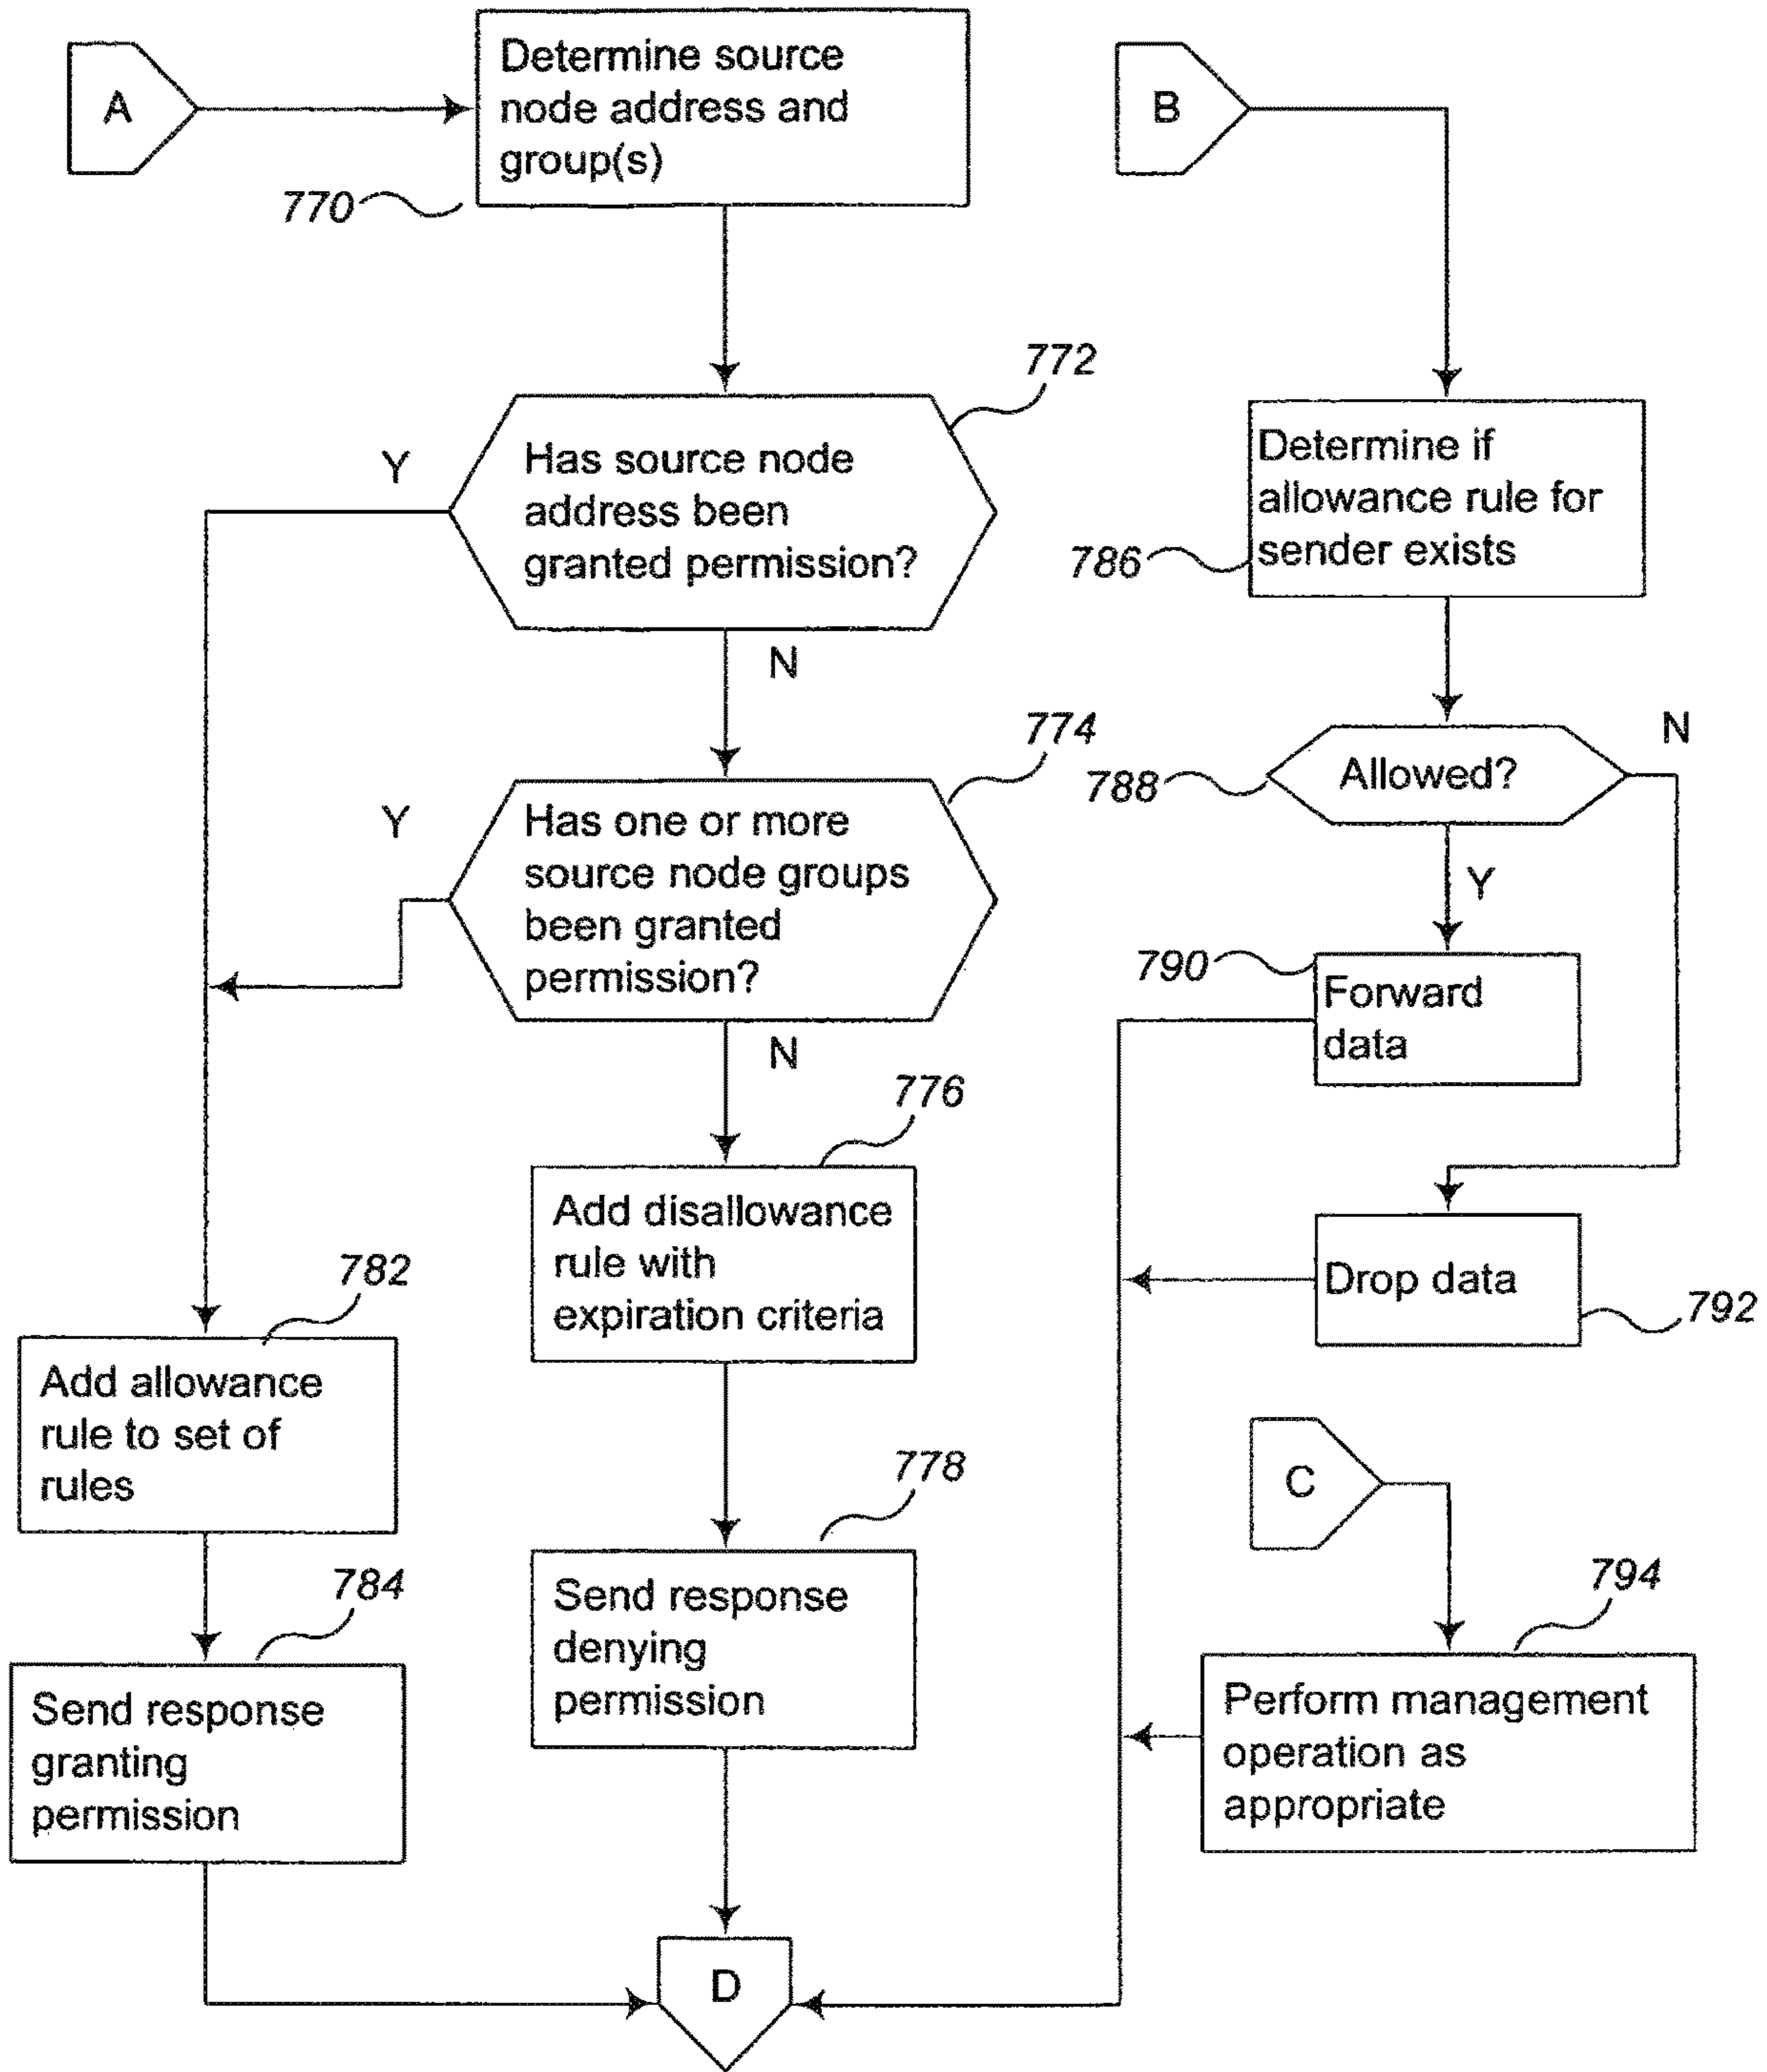 A
Determine source
node address and
group(s)
770
772
Has source node
address been
granted permission?
Y
N
774
Has one or more
source node groups
been granted
permission?
Y
N
776
Add disallowance
rule with
expiration criteria
778
Send response
denying
permission
782
Add allowance
rule to set of
rules
784
Send response
granting
permission
D
B
Determine if
allowance rule for
sender exists
786
788
Allowed?
N
Y
790
Forward
data
Drop data
792
C
794
Perform management
operation as
appropriate